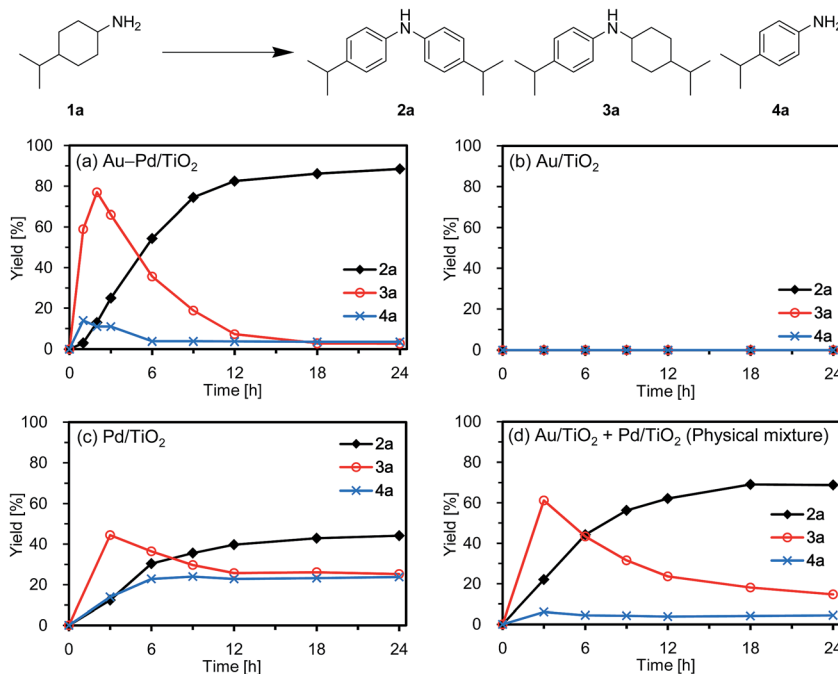 NH2
1a
H
N
2a
H
N
3a
NH2
4a
(a) Au–Pd/TiO2
Yield [%]
100
80
60
40
20
0
0 6 12 18 24
Time [h]
2a
3a
4a
(b) Au/TiO2
Yield [%]
100
80
60
40
20
0
0 6 12 18 24
Time [h]
2a
3a
4a
(c) Pd/TiO2
Yield [%]
100
80
60
40
20
0
0 6 12 18 24
Time [h]
2a
3a
4a
(d) Au/TiO2 + Pd/TiO2 (Physical mixture)
Yield [%]
100
80
60
40
20
0
0 6 12 18 24
Time [h]
2a
3a
4a